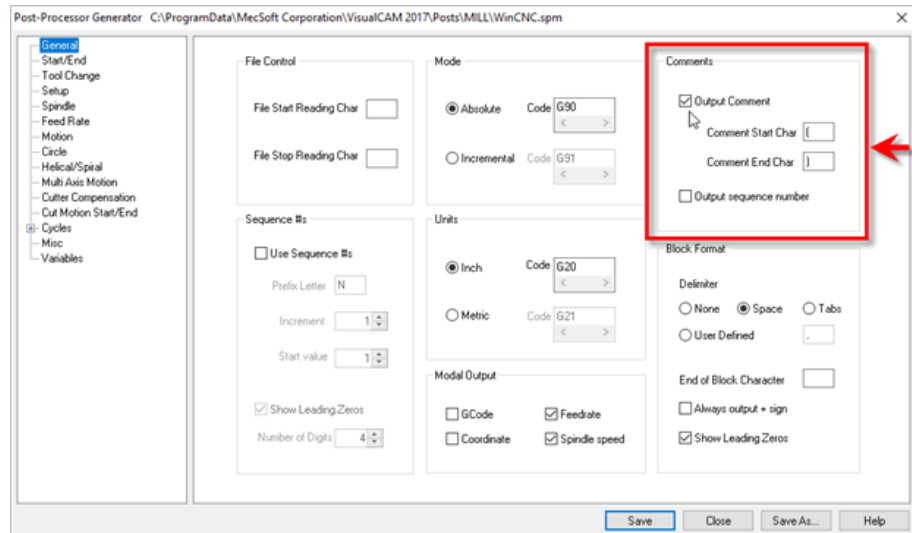 Post-Processor Generator C:\ProgramData\MecSoft Corporation\VisualCAM 2017\Posts\MILL\WinCNC.spm
General
Start/End
Tool Change
Setup
Spindle
Feed Rate
Motion
Circle
Helical/Spiral
Multi Axis Motion
Cutter Compensation
Cut Motion Start/End
Cycles
Misc
Variables
File Control
File Start Reading Char
File Stop Reading Char
Sequence #s
Use Sequence #s
Prefix Letter N
Increment 1
Start value 1
Show Leading Zeros
Number of Digits 4
Mode
Absolute Code G90
Incremental Code G91
Units
Inch Code G20
Metric Code G21
Modal Output
GCode Feedrate
Coordinate Spindle speed
Comments
Output Comment
Comment Start Char (
Comment End Char )
Output sequence number
Block Format
Delimiter
None Space Tabs
User Defined ,
End of Block Character
Always output + sign
Show Leading Zeros
Save Close Save As... Help